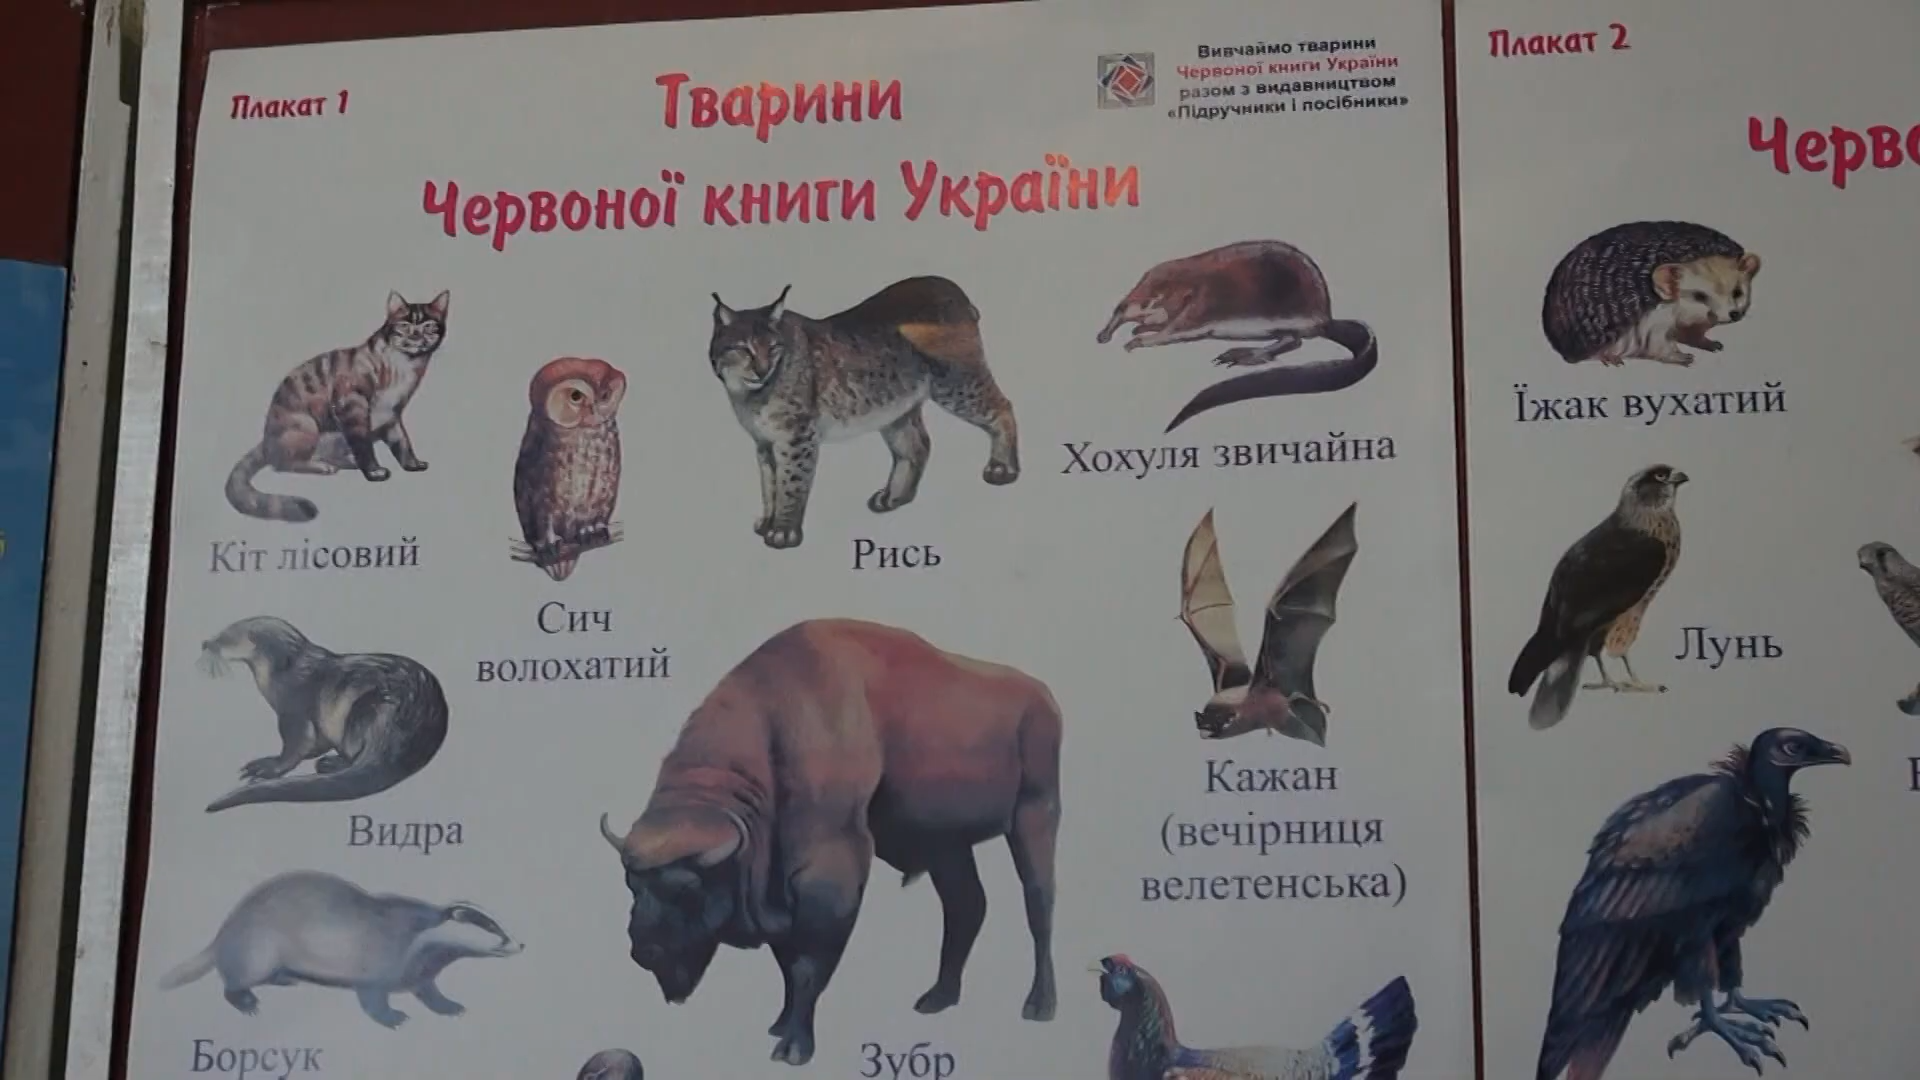 Плакат 1
Тварини
Червоної книги України
Вивчаймо тварини
Червоної книги України
разом з видавництвом
«Підручники і посібники»
Кіт лісовий
Сич
волохатий
Рись
Хохуля звичайна
Видра
Кажан
(вечірниця
велетенська)
Борсук
Зубр
Плакат 2
Їжак вухатий
Лунь